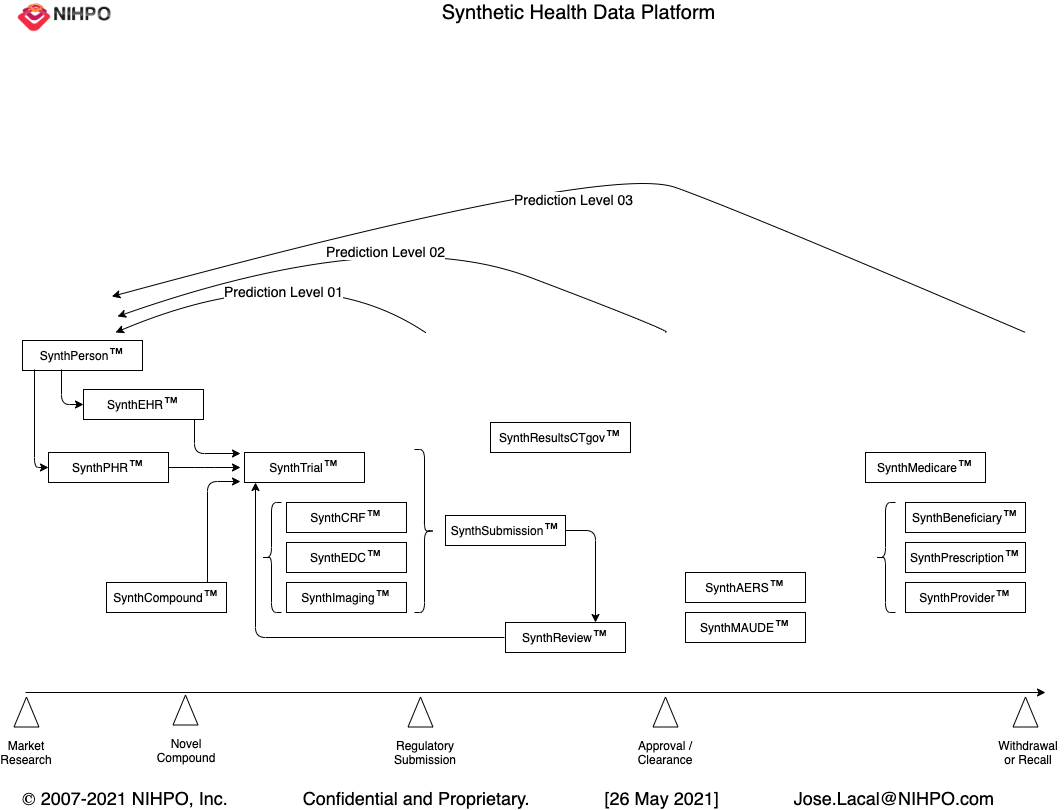 NIHPO
Synthetic Health Data Platform
Prediction Level 03
Prediction Level 02
Prediction Level 01
SynthPerson™
SynthEHR™
SynthResultsCTgov™
SynthPHR™
SynthTrial™
SynthMedicare™
SynthCRF™
SynthBeneficiary™
SynthSubmission™
SynthEDC™
SynthPrescription™
SynthAERS™
SynthCompound™
SynthImaging™
SynthProvider™
SynthMAUDE™
SynthReview™
Market
Research
Novel
Compound
Regulatory
Submission
Approval /
Clearance
Withdrawal
or Recall
© 2007-2021 NIHPO, Inc.
Confidential and Proprietary.
[26 May 2021]
Jose.Lacal@NIHPO.com